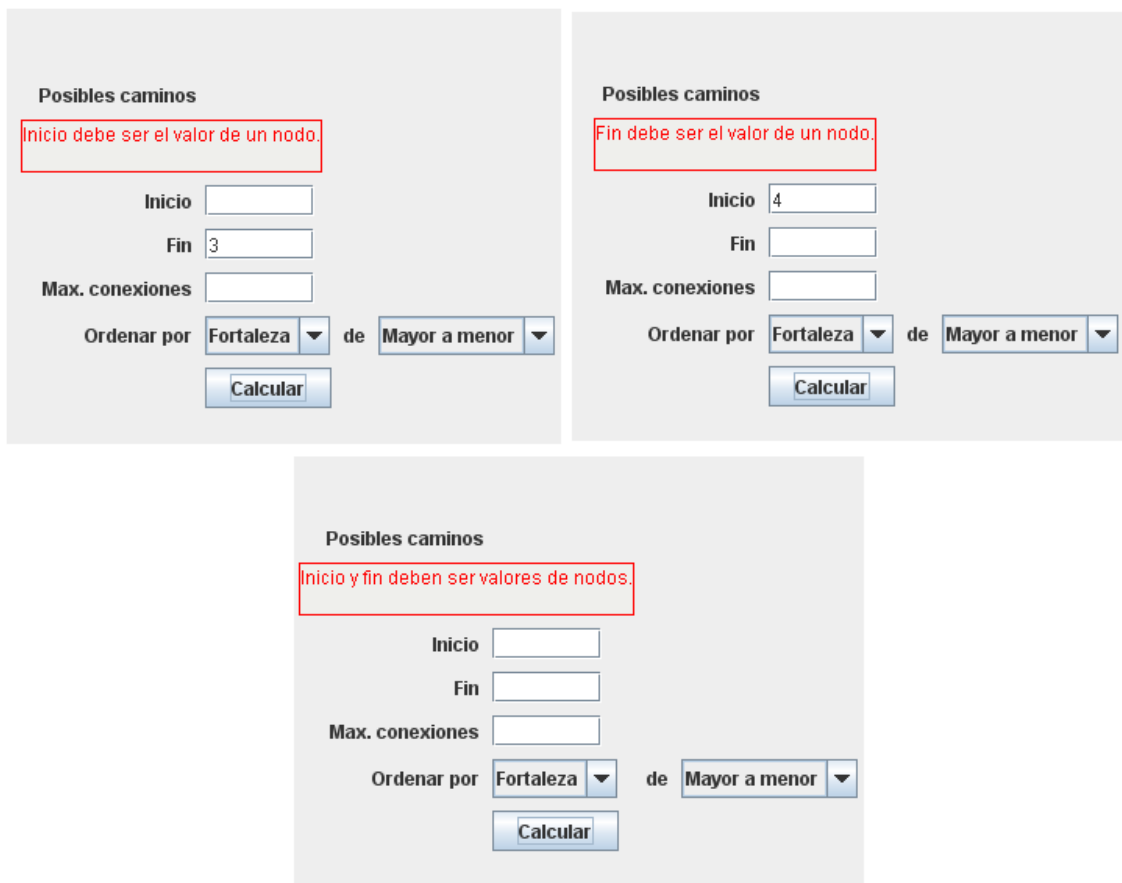 Posibles caminos
Inicio debe ser el valor de un nodo.
Inicio
Fin 3
Max. conexiones
Ordenar por Fortaleza de Mayor a menor
Calcular
Posibles caminos
Fin debe ser el valor de un nodo.
Inicio 4
Fin
Max. conexiones
Ordenar por Fortaleza de Mayor a menor
Calcular
Posibles caminos
Inicio y fin deben ser valores de nodos.
Inicio
Fin
Max. conexiones
Ordenar por Fortaleza de Mayor a menor
Calcular